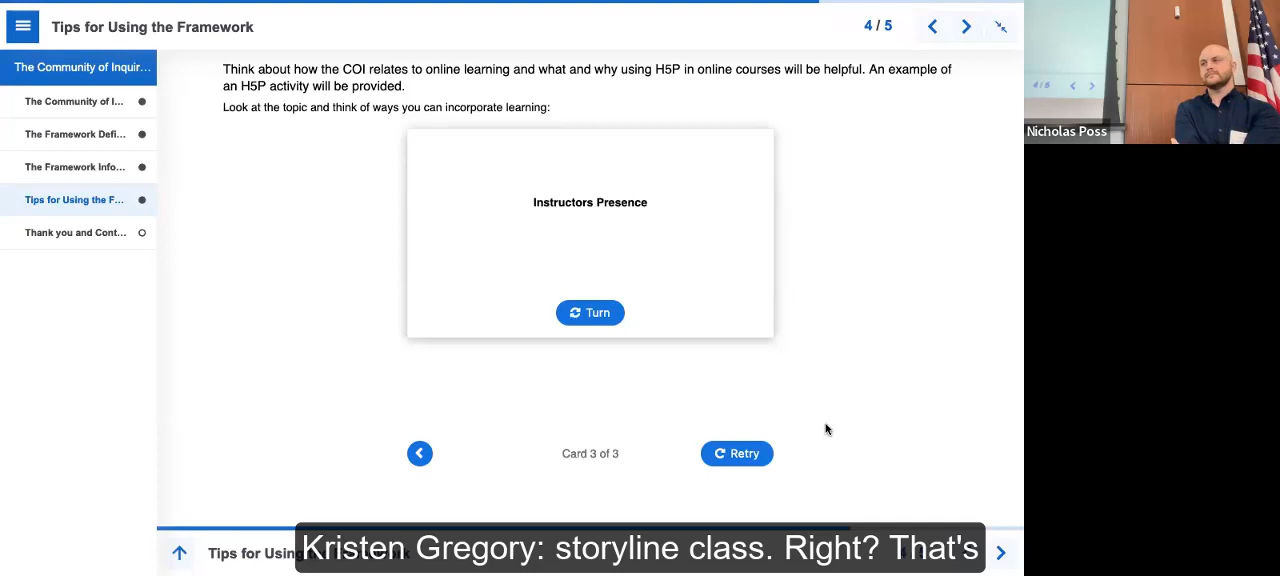 Tips for Using the Framework
4 / 5
The Community of Inquir...
The Community of I...
The Framework Defi...
The Framework Info...
Tips for Using the F...
Thank you and Cont...
Think about how the COI relates to online learning and what and why using H5P in online courses will be helpful. An example of
an H5P activity will be provided.
Look at the topic and think of ways you can incorporate learning:
Instructors Presence
Turn
Card 3 of 3
Retry
Tips for Using
Kristen Gregory: storyline class. Right? That's
4/5
Nicholas Poss